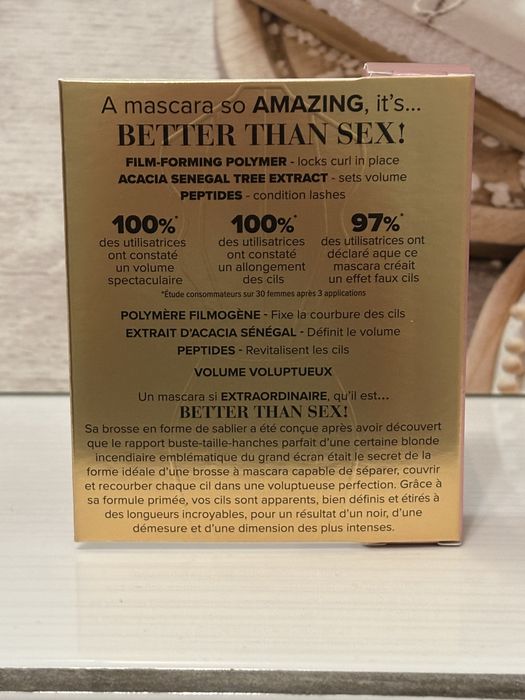 A mascara so AMAZING, it's...
BETTER THAN SEX!
FILM-FORMING POLYMER - locks curl in place
ACACIA SENEGAL TREE EXTRACT - sets volume
PEPTIDES - condition lashes
100%* 100%* 97%*
des utilisatrices des utilisatrices des utilisatrices ont
ont constaté ont constaté déclaré aque ce
un volume un allongement mascara créait
spectaculaire des cils un effet faux cils
*Étude consommateurs sur 30 femmes après 3 applications
POLYMÈRE FILMOGÈNE - Fixe la courbure des cils
EXTRAIT D'ACACIA SÉNÉGAL - Définit le volume
PEPTIDES - Revitalisent les cils
VOLUME VOLUPTUEUX
Un mascara si EXTRAORDINAIRE, qu'il est...
BETTER THAN SEX!
Sa brosse en forme de sablier a été conçue après avoir découvert
que le rapport buste-taille-hanches parfait d'une certaine blonde
incendiaire emblématique du grand écran était le secret de la
forme idéale d'une brosse à mascara capable de séparer, couvrir
et recourber chaque cil dans une voluptueuse perfection. Grâce à
sa formule primée, vos cils sont apparents, bien définis et étirés à
des longueurs incroyables, pour un résultat d'un noir, d'une
démesure et d'une dimension des plus intenses.